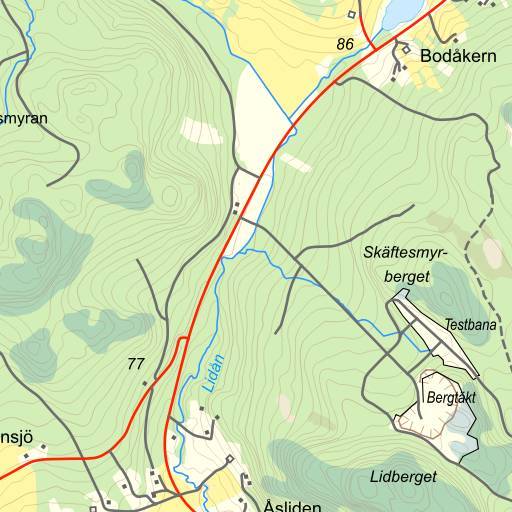 86
Bodåkern
smyran
Skäftesmyr-
berget
Testbana
77
Lidån
Bergtäkt
nsjö
Lidberget
Åsliden